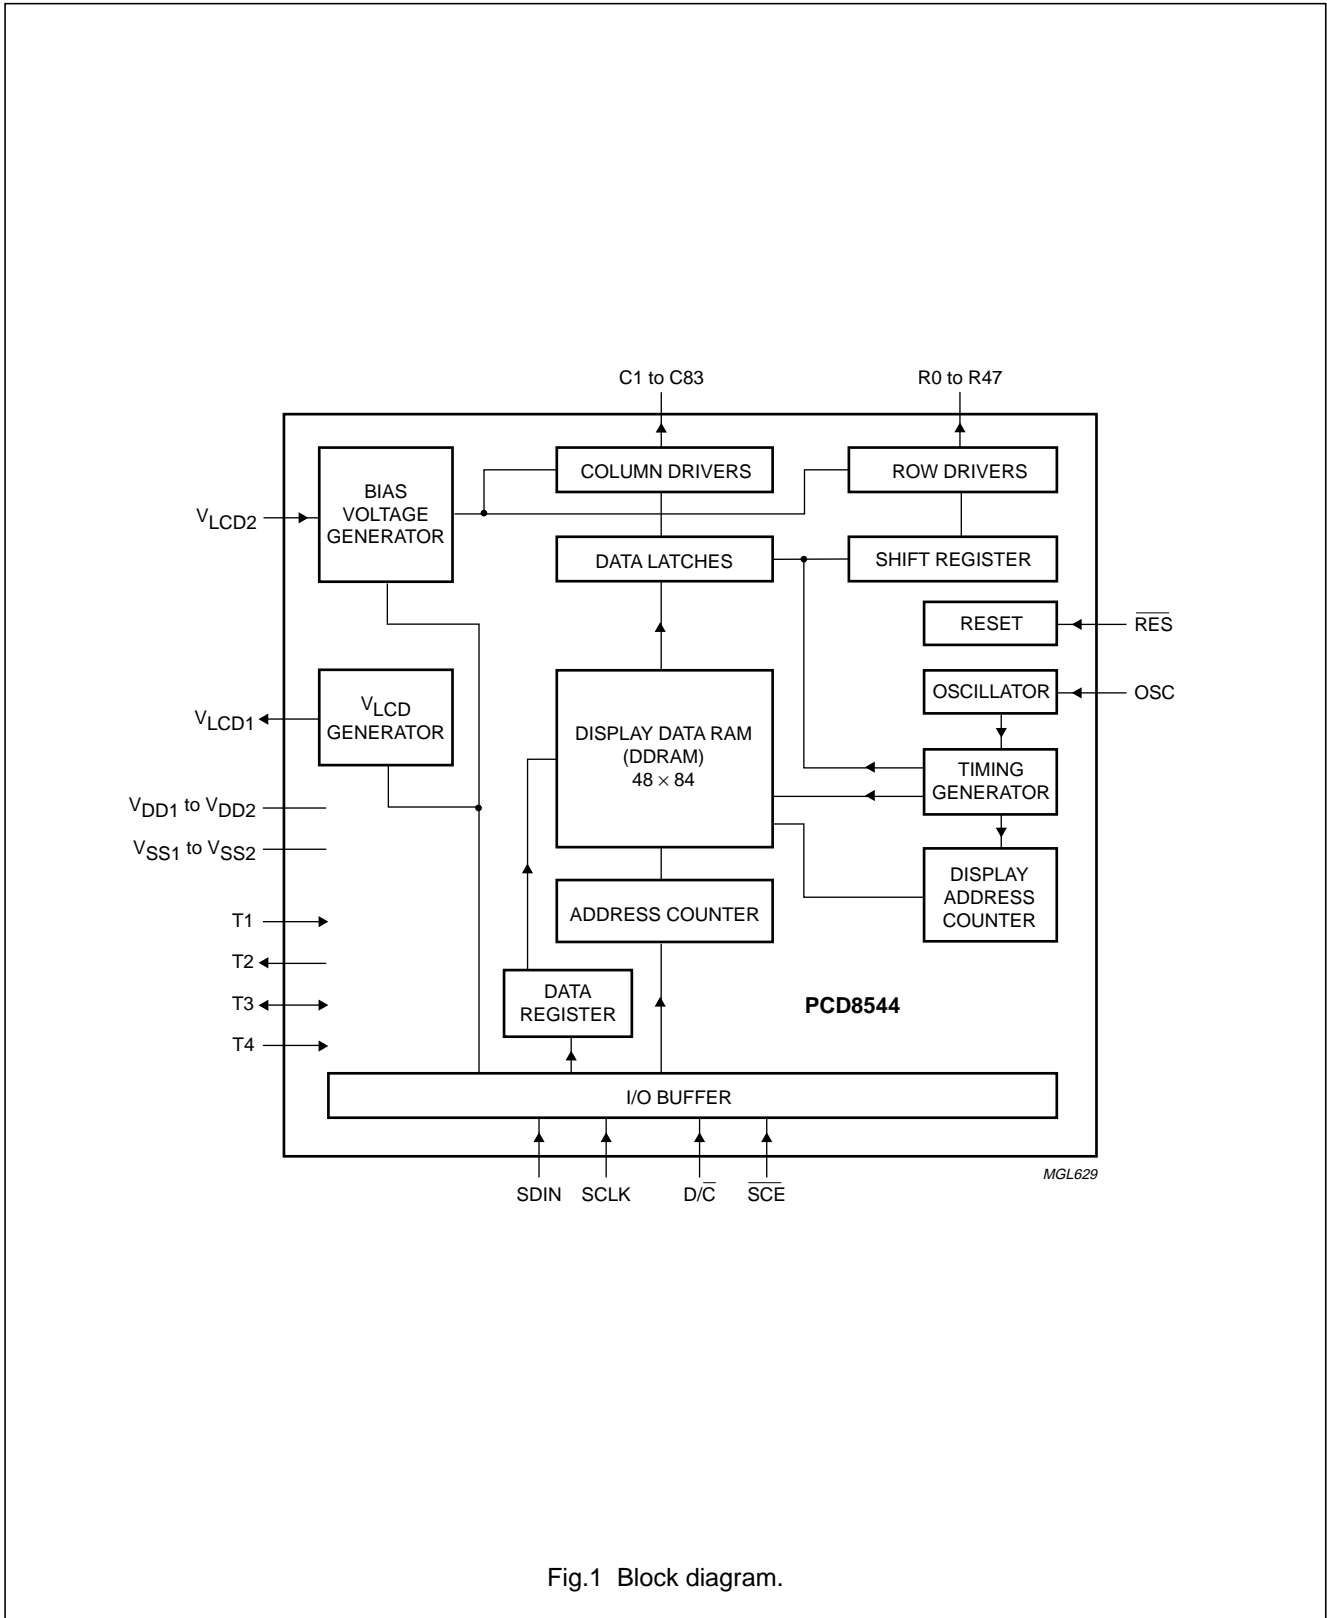 C1 to C83
R0 to R47
BIAS
VOLTAGE
GENERATOR
COLUMN DRIVERS
ROW DRIVERS
VLCD2
DATA LATCHES
SHIFT REGISTER
RESET
RES
OSCILLATOR
OSC
VLCD
GENERATOR
VLCD1
DISPLAY DATA RAM
(DDRAM)
48 × 84
TIMING
GENERATOR
VDD1 to VDD2
VSS1 to VSS2
DISPLAY
ADDRESS
COUNTER
ADDRESS COUNTER
T1
T2
T3
T4
DATA
REGISTER
PCD8544
I/O BUFFER
SDIN
SCLK
D/C
SCE
MGL629
Fig.1 Block diagram.